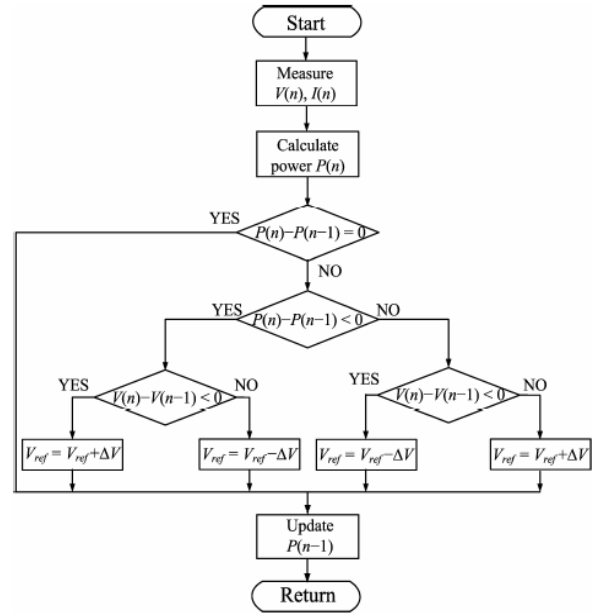 Start
Measure
V(n), I(n)
Calculate
power P(n)
YES
P(n)−P(n−1) = 0
NO
YES
P(n)−P(n−1) < 0
NO
YES
V(n)−V(n−1) < 0
NO
YES
V(n)−V(n−1) < 0
NO
Vref = Vref+ΔV
Vref = Vref−ΔV
Vref = Vref−ΔV
Vref = Vref+ΔV
Update
P(n−1)
Return